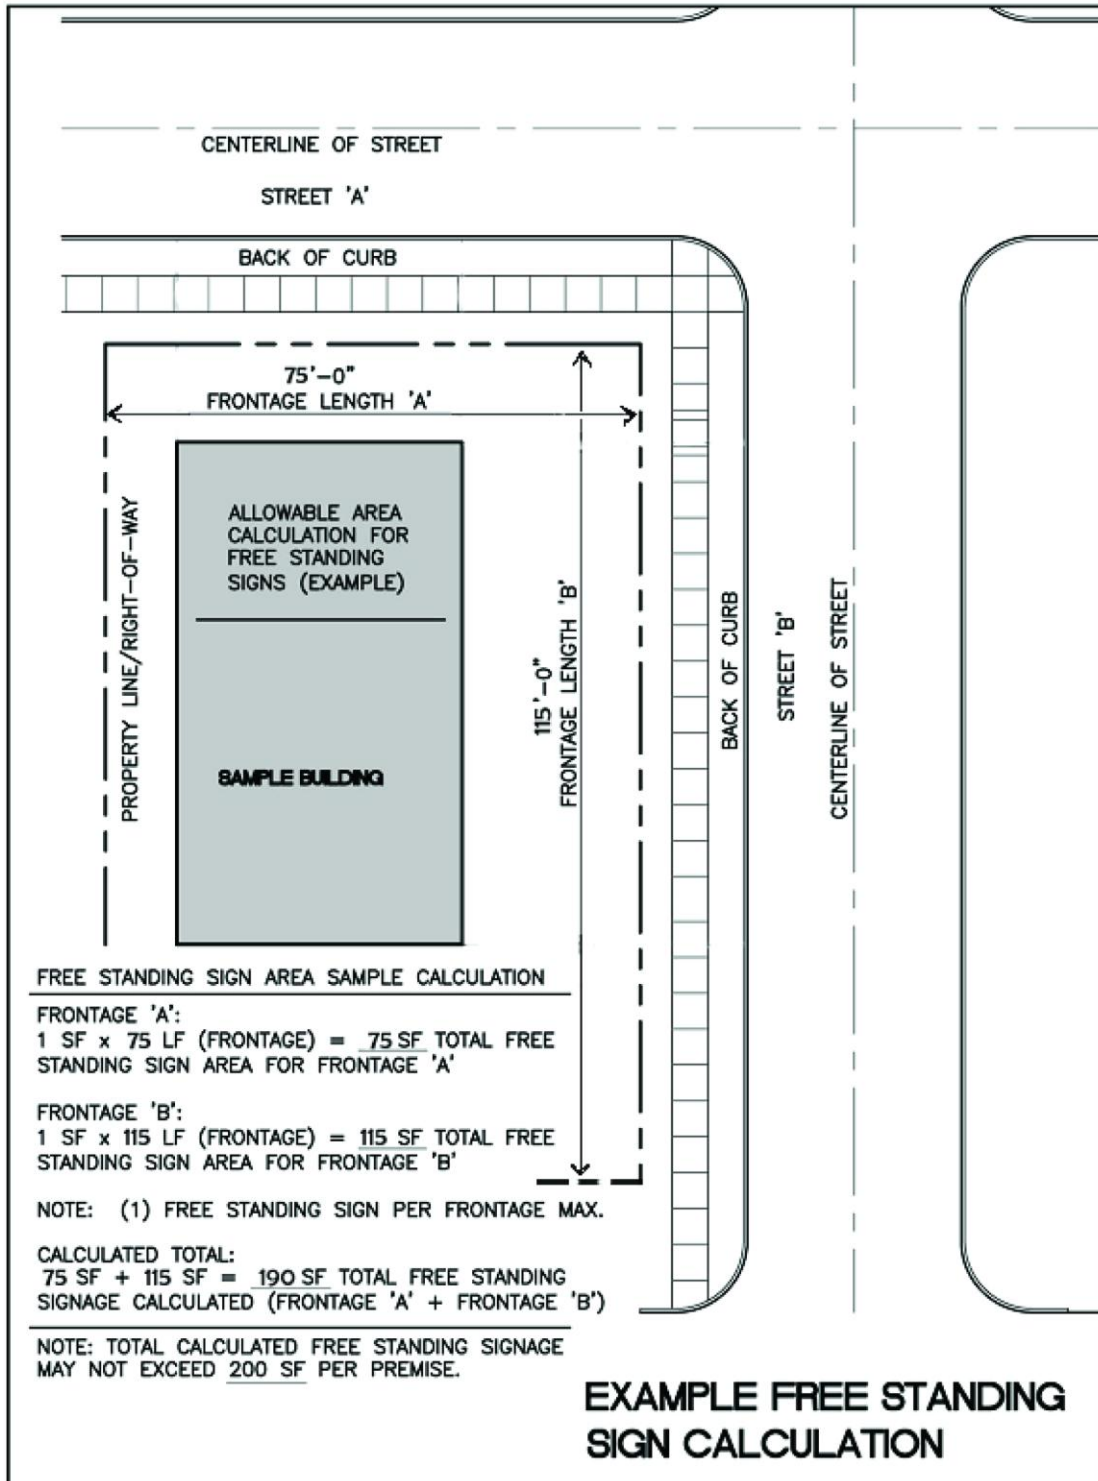 CENTERLINE OF STREET
STREET 'A'
BACK OF CURB
75'-0"
FRONTAGE LENGTH 'A'
PROPERTY LINE/RIGHT-OF-WAY
ALLOWABLE AREA
CALCULATION FOR
FREE STANDING
SIGNS (EXAMPLE)
SAMPLE BUILDING
115'-0"
FRONTAGE LENGTH 'B'
BACK OF CURB
STREET 'B'
CENTERLINE OF STREET
FREE STANDING SIGN AREA SAMPLE CALCULATION
FRONTAGE 'A':
1 SF x 75 LF (FRONTAGE) = 75 SF TOTAL FREE
STANDING SIGN AREA FOR FRONTAGE 'A'
FRONTAGE 'B':
1 SF x 115 LF (FRONTAGE) = 115 SF TOTAL FREE
STANDING SIGN AREA FOR FRONTAGE 'B'
NOTE: (1) FREE STANDING SIGN PER FRONTAGE MAX.
CALCULATED TOTAL:
75 SF + 115 SF = 190 SF TOTAL FREE STANDING
SIGNAGE CALCULATED (FRONTAGE 'A' + FRONTAGE 'B')
NOTE: TOTAL CALCULATED FREE STANDING SIGNAGE
MAY NOT EXCEED 200 SF PER PREMISE.
EXAMPLE FREE STANDING
SIGN CALCULATION